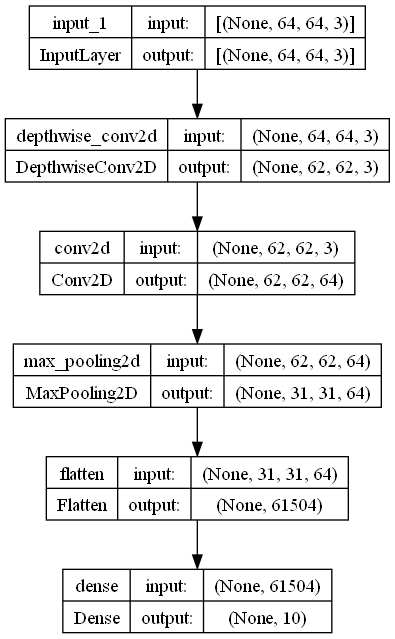 input_1 input: [(None, 64, 64, 3)]
InputLayer output: [(None, 64, 64, 3)]
depthwise_conv2d input: (None, 64, 64, 3)
DepthwiseConv2D output: (None, 62, 62, 3)
conv2d input: (None, 62, 62, 3)
Conv2D output: (None, 62, 62, 64)
max_pooling2d input: (None, 62, 62, 64)
MaxPooling2D output: (None, 31, 31, 64)
flatten input: (None, 31, 31, 64)
Flatten output: (None, 61504)
dense input: (None, 61504)
Dense output: (None, 10)